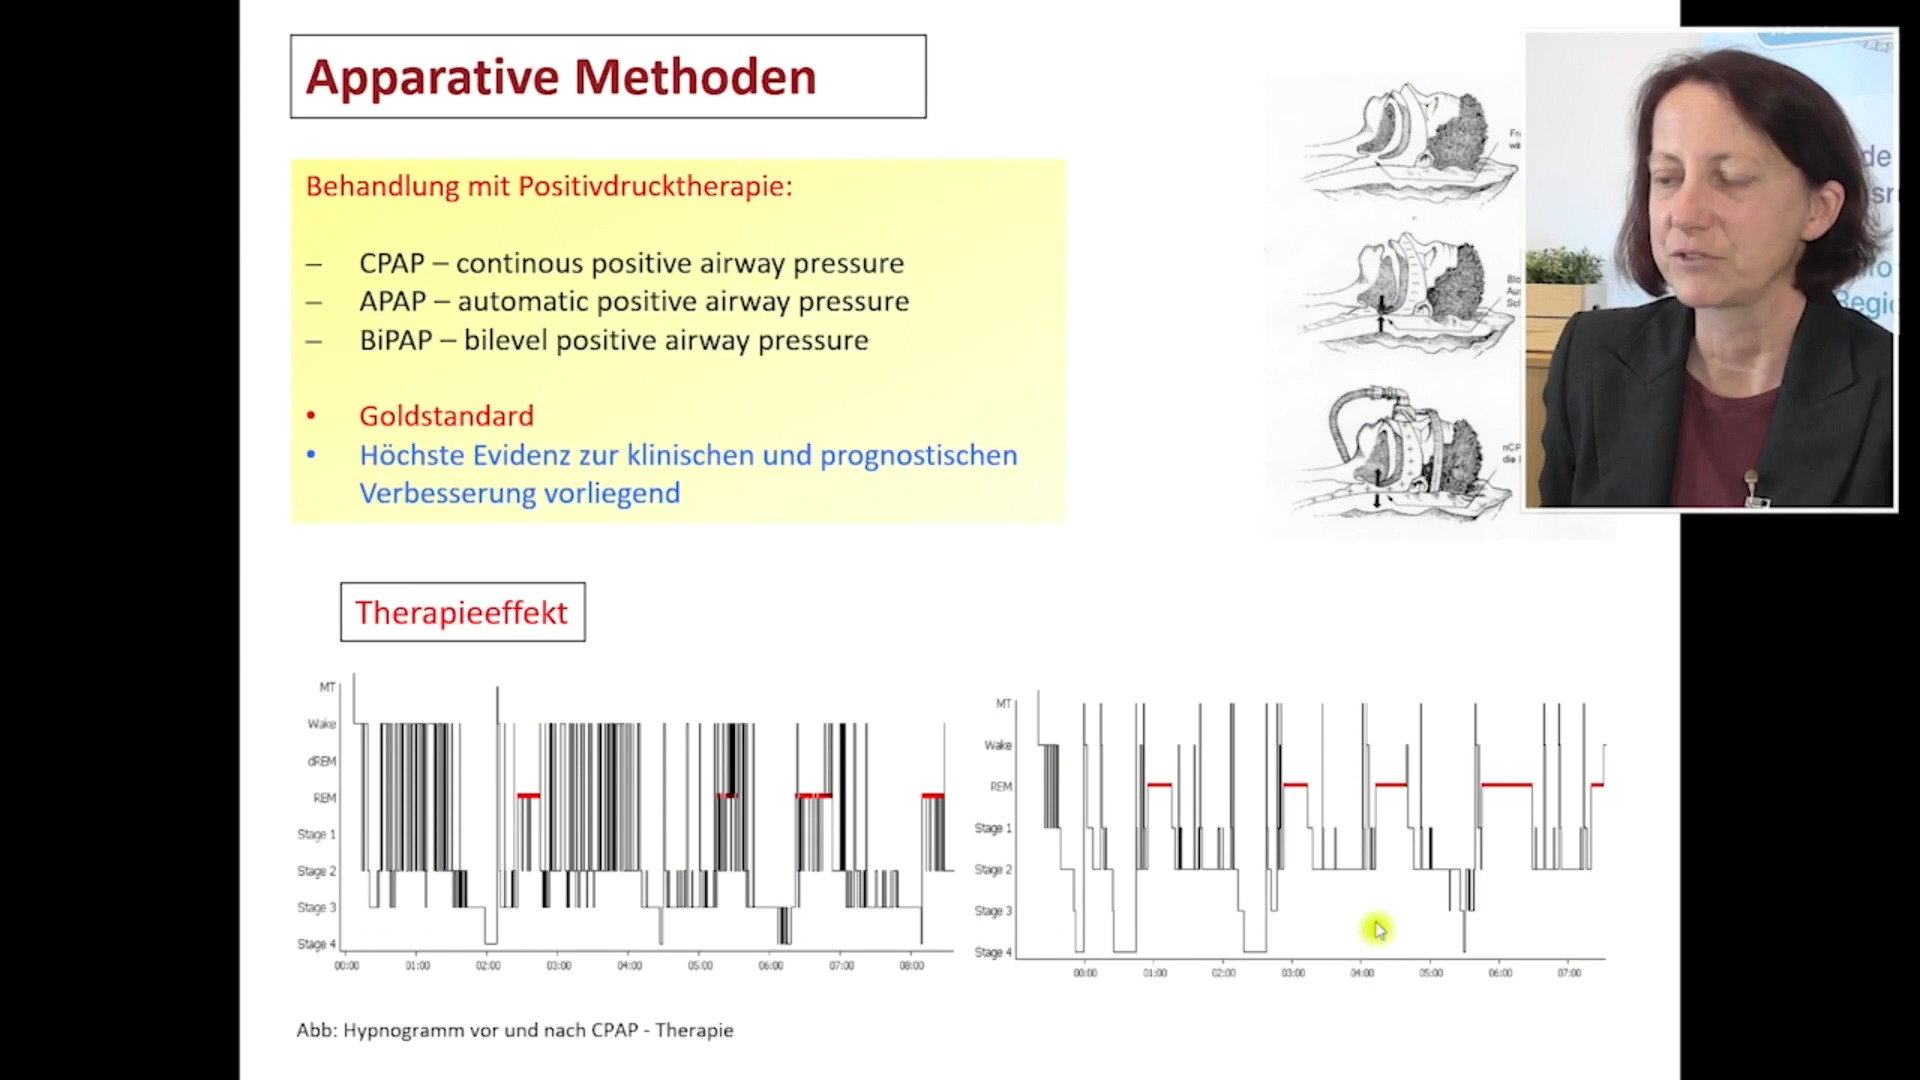 Apparative Methoden
Behandlung mit Positivdrucktherapie:
– CPAP – continous positive airway pressure
– APAP – automatic positive airway pressure
– BiPAP – bilevel positive airway pressure
• Goldstandard
• Höchste Evidenz zur klinischen und prognostischen
Verbesserung vorliegend
Therapieeffekt
MT
Wake
dREM
REM
Stage 1
Stage 2
Stage 3
Stage 4
00:00 01:00 02:00 03:00 04:00 05:00 06:00 07:00 08:00
MT
Wake
REM
Stage 1
Stage 2
Stage 3
Stage 4
00:00 01:00 02:00 03:00 04:00 05:00 06:00 07:00
Abb: Hypnogramm vor und nach CPAP - Therapie